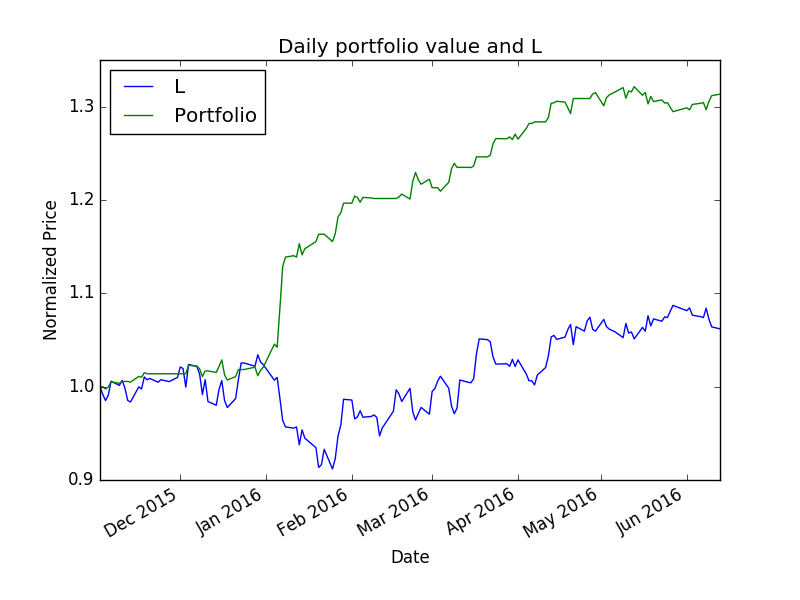 Daily portfolio value and L
L
Portfolio
Normalized Price
1.3
1.2
1.1
1.0
0.9
Dec 2015
Jan 2016
Feb 2016
Mar 2016
Apr 2016
May 2016
Jun 2016
Date